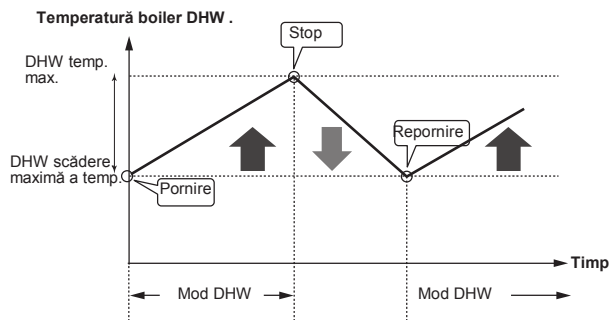 Temperatură boiler DHW .
Stop
DHW temp.
max.
Repornire
DHW scădere
maximă a temp.
Pornire
Timp
Mod DHW
Mod DHW